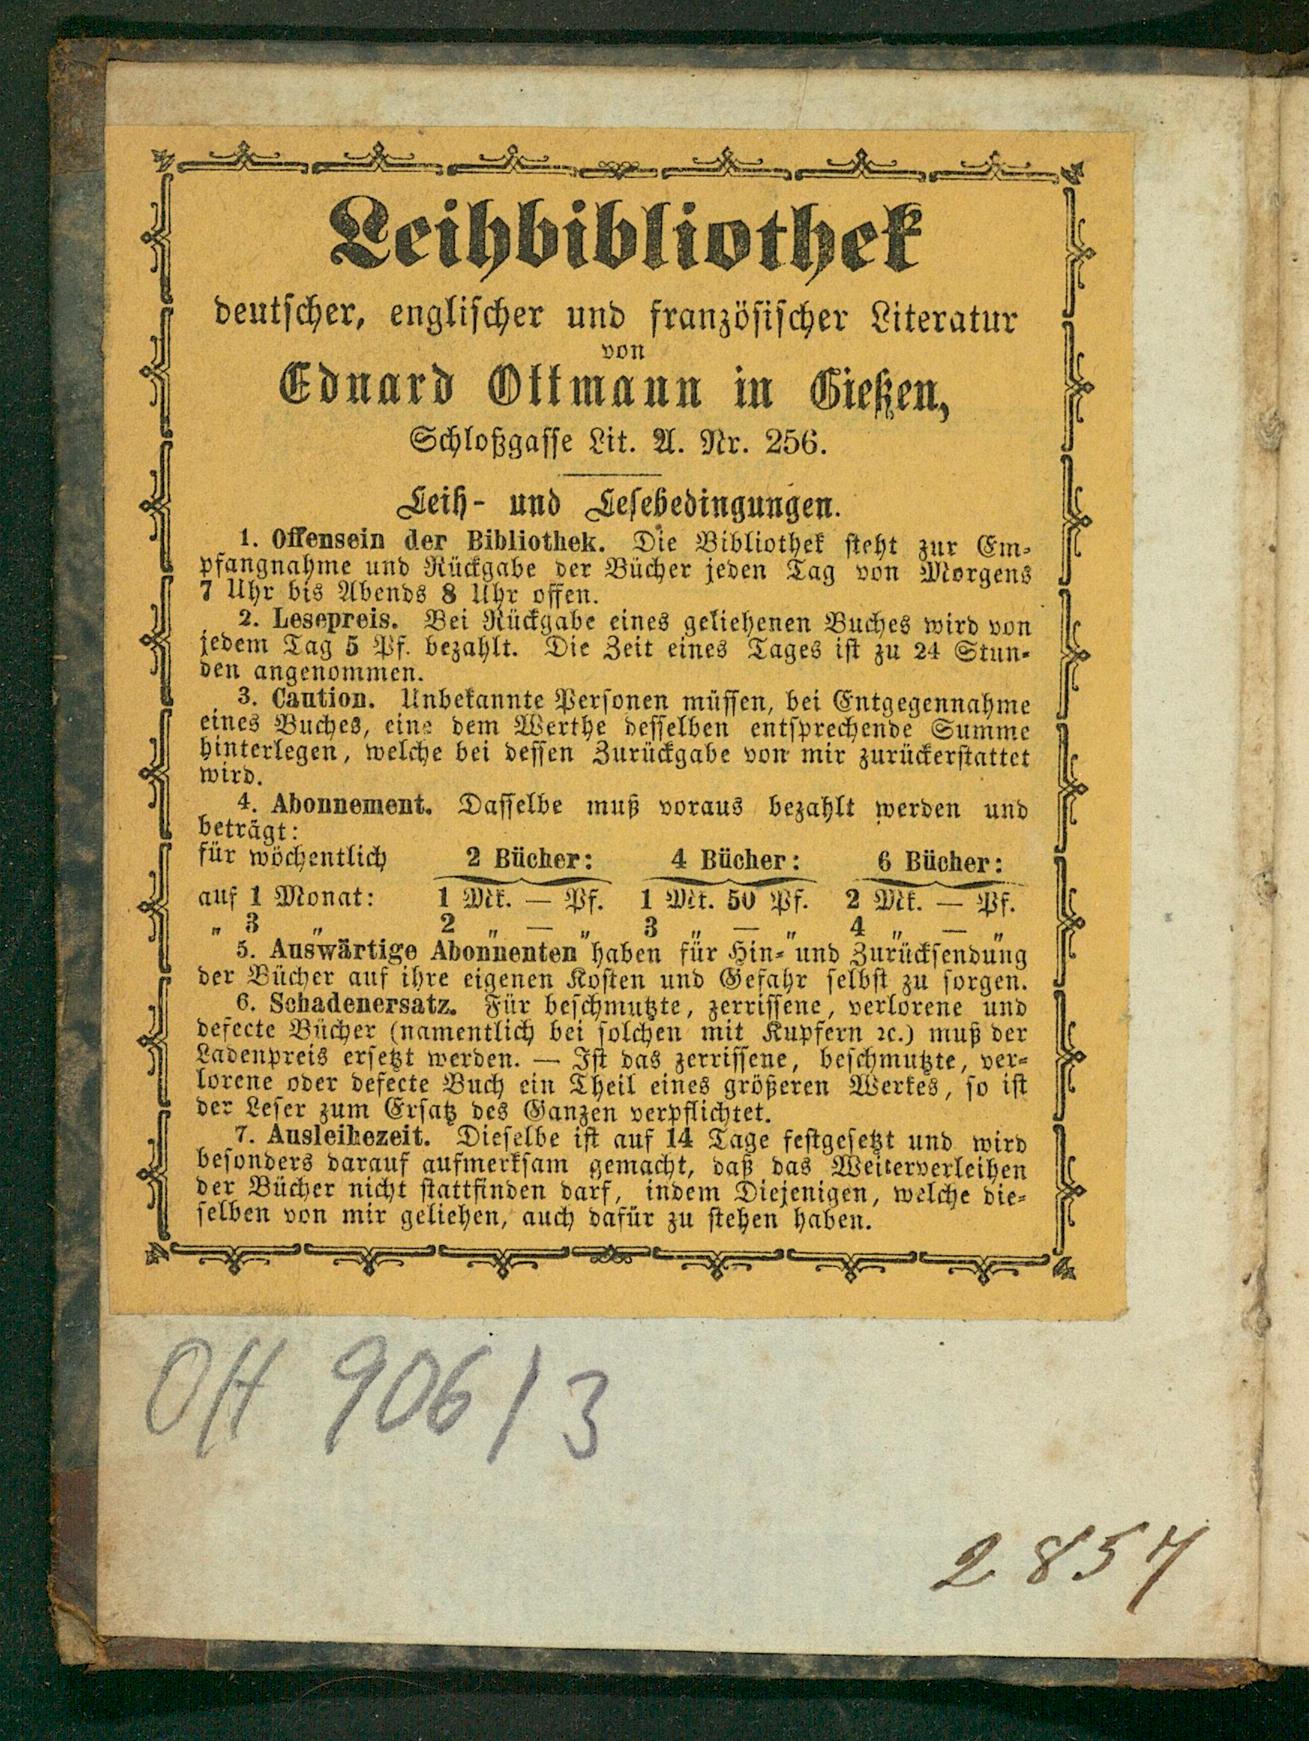 Leihbibliothek
deutscher, englischer und französischer Literatur
von
Eduard Ottmann in Gießen,
Schloßgasse Lit. A. Nr. 256.
Leih- und Lesebedingungen.
1. Offensein der Bibliothek. Die Bibliothek steht zur Em-
pfangnahme und Rückgabe der Bücher jeden Tag von Morgens
7 Uhr bis Abends 8 Uhr offen.
2. Lesepreis. Bei Rückgabe eines geliehenen Buches wird von
jedem Tag 5 Pf. bezahlt. Die Zeit eines Tages ist zu 24 Stun-
den angenommen.
3. Caution. Unbekannte Personen müssen, bei Entgegennahme
eines Buches, eine dem Werthe desselben entsprechende Summe
hinterlegen, welche bei dessen Zurückgabe von mir zurückerstattet
wird.
4. Abonnement. Dasselbe muß voraus bezahlt werden und
beträgt:
für wöchentlich 2 Bücher: 4 Bücher: 6 Bücher:
auf 1 Monat: 1 Mk. — Pf. 1 Mk. 50 Pf. 2 Mk. — Pf.
„ 3 „ 2 „ — „ 3 „ — „ 4 „ — „
5. Auswärtige Abonnenten haben für Hin- und Zurücksendung
der Bücher auf ihre eigenen Kosten und Gefahr selbst zu sorgen.
6. Schadenersatz. Für beschmutzte, zerrissene, verlorene und
defecte Bücher (namentlich bei solchen mit Kupfern ꝛc.) muß der
Ladenpreis ersetzt werden. — Ist das zerrissene, beschmutzte, ver-
lorene oder defecte Buch ein Theil eines größeren Werkes, so ist
der Leser zum Ersatz des Ganzen verpflichtet.
7. Ausleihezeit. Dieselbe ist auf 14 Tage festgesetzt und wird
besonders darauf aufmerksam gemacht, daß das Weiterverleihen
der Bücher nicht stattfinden darf, indem Diejenigen, welche die-
selben von mir geliehen, auch dafür zu stehen haben.
OH 906/3
2857